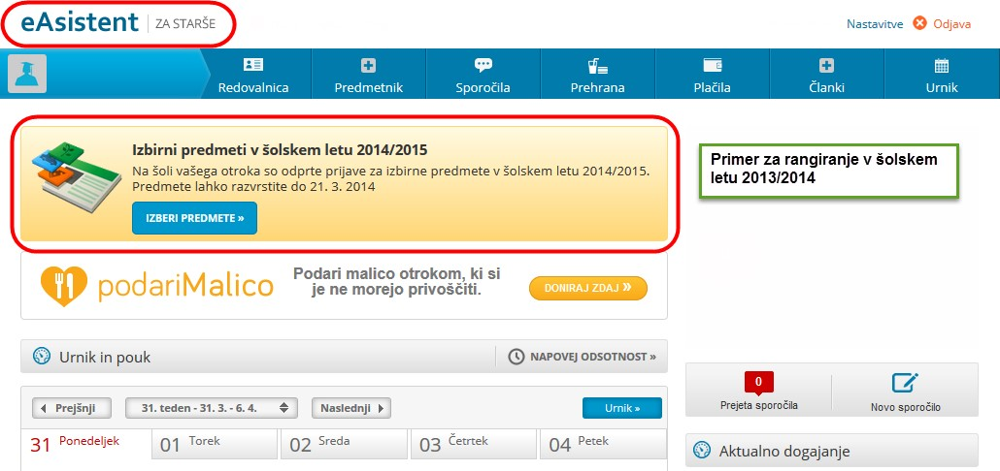 eAsistent ZA STARŠE
Nastavitve Odjava
Redovalnica Predmetnik Sporočila Prehrana Plačila Članki Urnik
Izbirni predmeti v šolskem letu 2014/2015
Na šoli vašega otroka so odprte prijave za izbirne predmete v šolskem letu 2014/2015.
Predmete lahko razvrstite do 21. 3. 2014
IZBERI PREDMETE »
Primer za rangiranje v šolskem
letu 2013/2014
podariMalico
Podari malico otrokom, ki si
je ne morejo privoščiti.
DONIRAJ ZDAJ »
Urnik in pouk
NAPOVEJ ODSOTNOST »
Prejšnji 31. teden - 31. 3. - 6. 4. Naslednji Urnik »
31 Ponedeljek 01 Torek 02 Sreda 03 Četrtek 04 Petek
0
Prejeta sporočila Novo sporočilo
Aktualno dogajanje